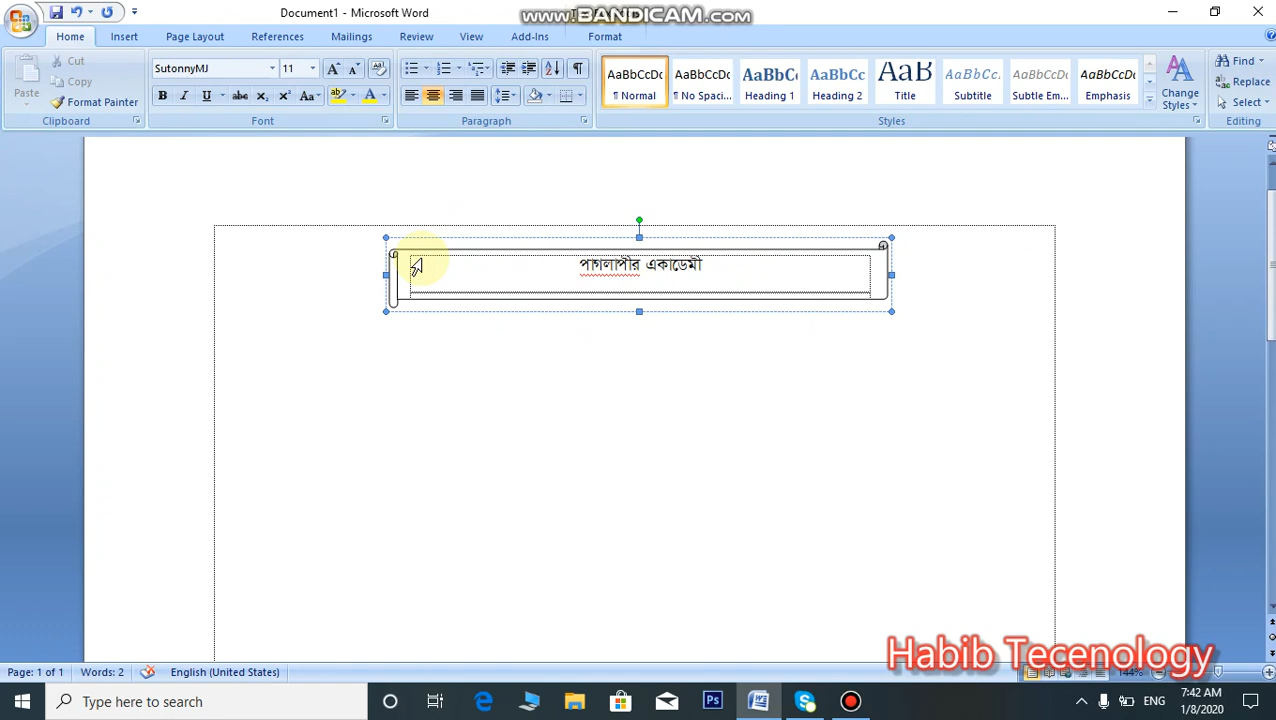 Document1 - Microsoft Word
www.BANDICAM.com
Home Insert Page Layout References Mailings Review View Add-Ins Format
Paste
Cut
Copy
Format Painter
Clipboard
SutonnyMJ 11
Font
Paragraph
AaBbCcDc AaBbCcDc AaBbCc AaBbCc AaB AaBbCc. AaBbCcDc AaBbCcDc
¶ Normal ¶ No Spaci... Heading 1 Heading 2 Title Subtitle Subtle Em... Emphasis
Change Styles
Styles
Find
Replace
Select
Editing
পাগলাপীর একাডেমী
Habib Tecenology
Page: 1 of 1 Words: 2 English (United States) 144%
Type here to search
ENG
7:42 AM
1/8/2020